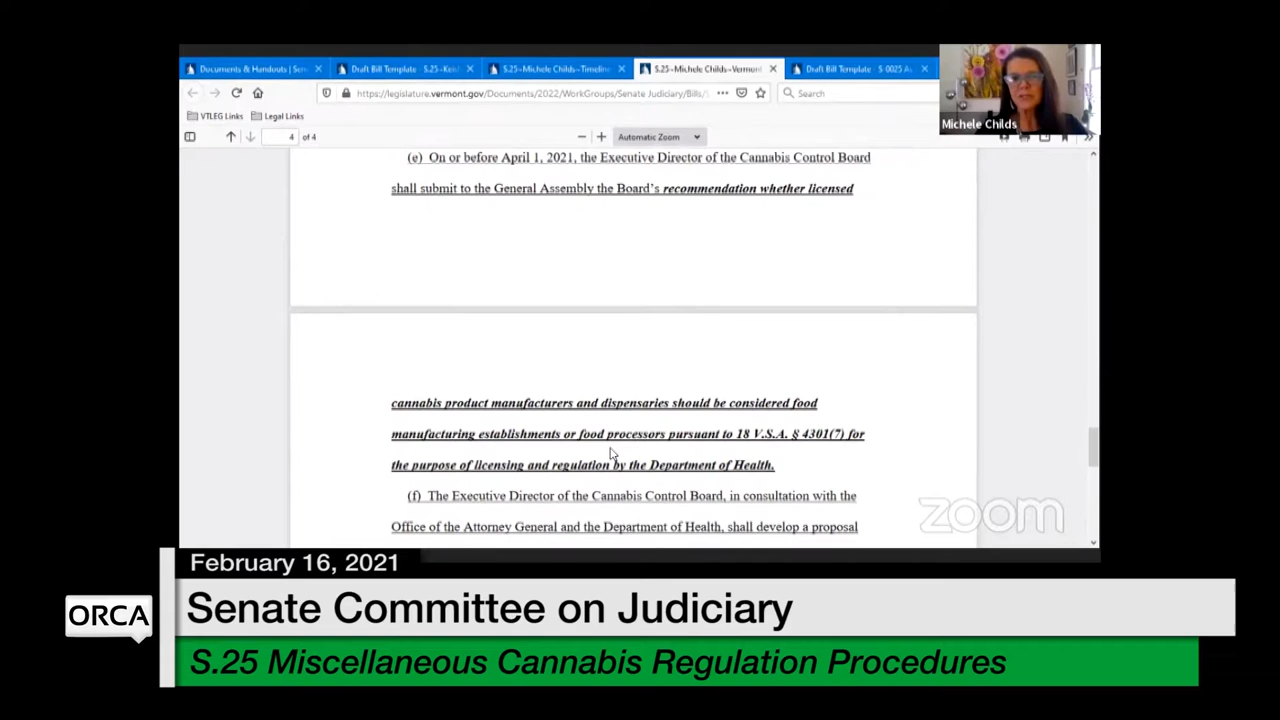 Documents & Handouts | Sen
Draft Bill Template - S.25~
S.25~Michele Childs~Timeline
S.25~Michele Childs~Vermont
Draft Bill Template - S-0025 As
https://legislature.vermont.gov/Documents/2022/WorkGroups/Senate Judiciary/Bills/
Search
VTLEG Links
Legal Links
Michele Childs
4 of 4
Automatic Zoom
(e) On or before April 1, 2021, the Executive Director of the Cannabis Control Board
shall submit to the General Assembly the Board's recommendation whether licensed
cannabis product manufacturers and dispensaries should be considered food
manufacturing establishments or food processors pursuant to 18 V.S.A. § 4301(7) for
the purpose of licensing and regulation by the Department of Health.
(f) The Executive Director of the Cannabis Control Board, in consultation with the
Office of the Attorney General and the Department of Health, shall develop a proposal
zoom
February 16, 2021
ORCA
Senate Committee on Judiciary
S.25 Miscellaneous Cannabis Regulation Procedures